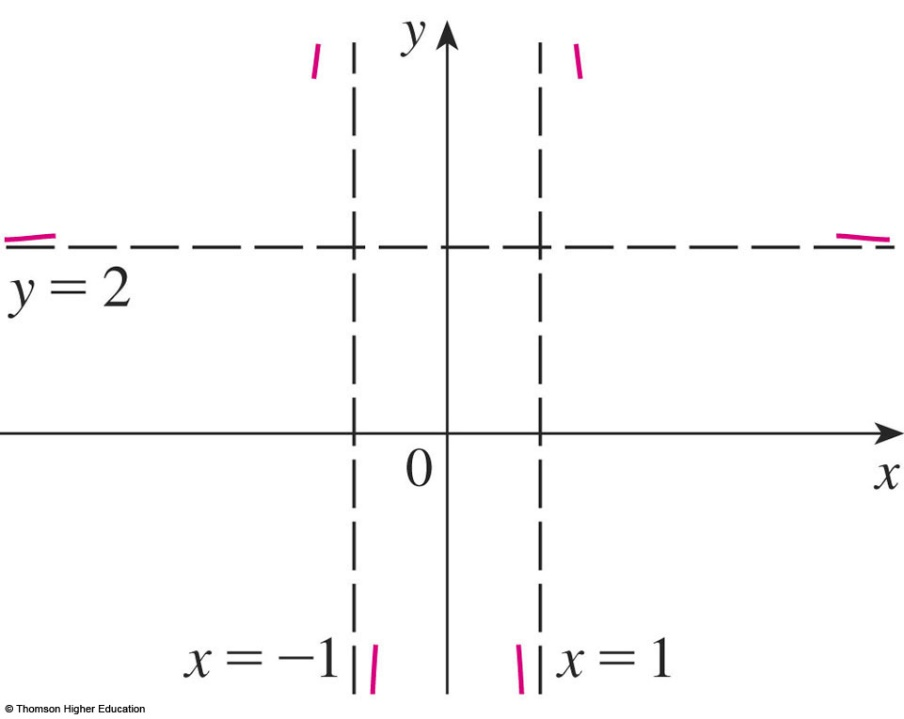 y
y = 2
0
x
x = −1
x = 1
© Thomson Higher Education